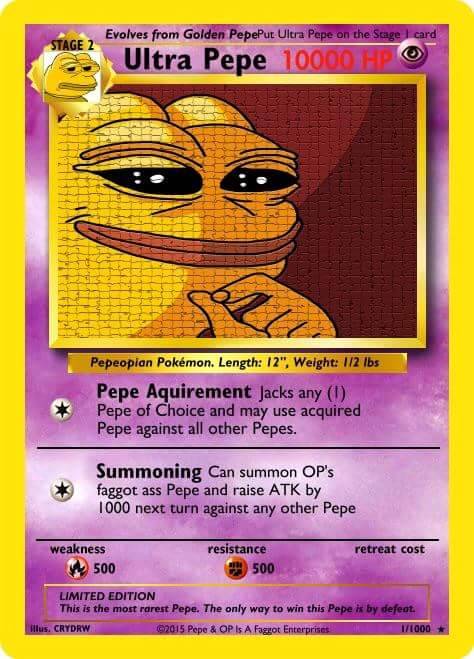 Evolves from Golden PepePut Ultra Pepe on the Stage 1 card
STAGE 2
Ultra Pepe 10000 HP
Pepeopian Pokémon. Length: 12", Weight: 1/2 lbs
Pepe Aquirement Jacks any (1)
Pepe of Choice and may use acquired
Pepe against all other Pepes.
Summoning Can summon OP's
faggot ass Pepe and raise ATK by
1000 next turn against any other Pepe
weakness resistance retreat cost
500 500
LIMITED EDITION
This is the most rarest Pepe. The only way to win this Pepe is by defeat.
Illus. CRYDRW ©2015 Pepe & OP Is A Faggot Enterprises 1/1000 ★